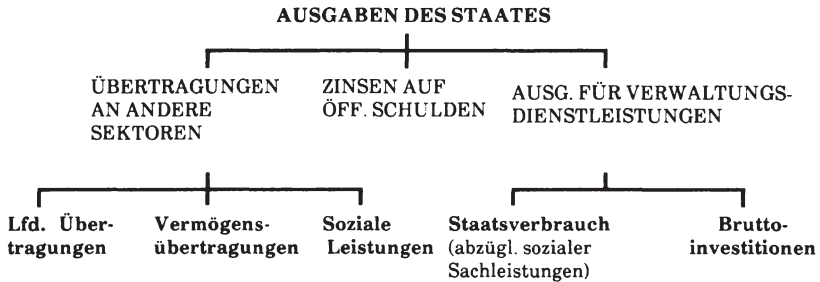 AUSGABEN DES STAATES
ÜBERTRAGUNGEN
AN ANDERE
SEKTOREN
ZINSEN AUF
ÖFF. SCHULDEN
AUSG. FÜR VERWALTUNGS-
DIENSTLEISTUNGEN
Lfd. Über-
tragungen
Vermögens-
übertragungen
Soziale
Leistungen
Staatsverbrauch
(abzügl. sozialer
Sachleistungen)
Brutto-
investitionen